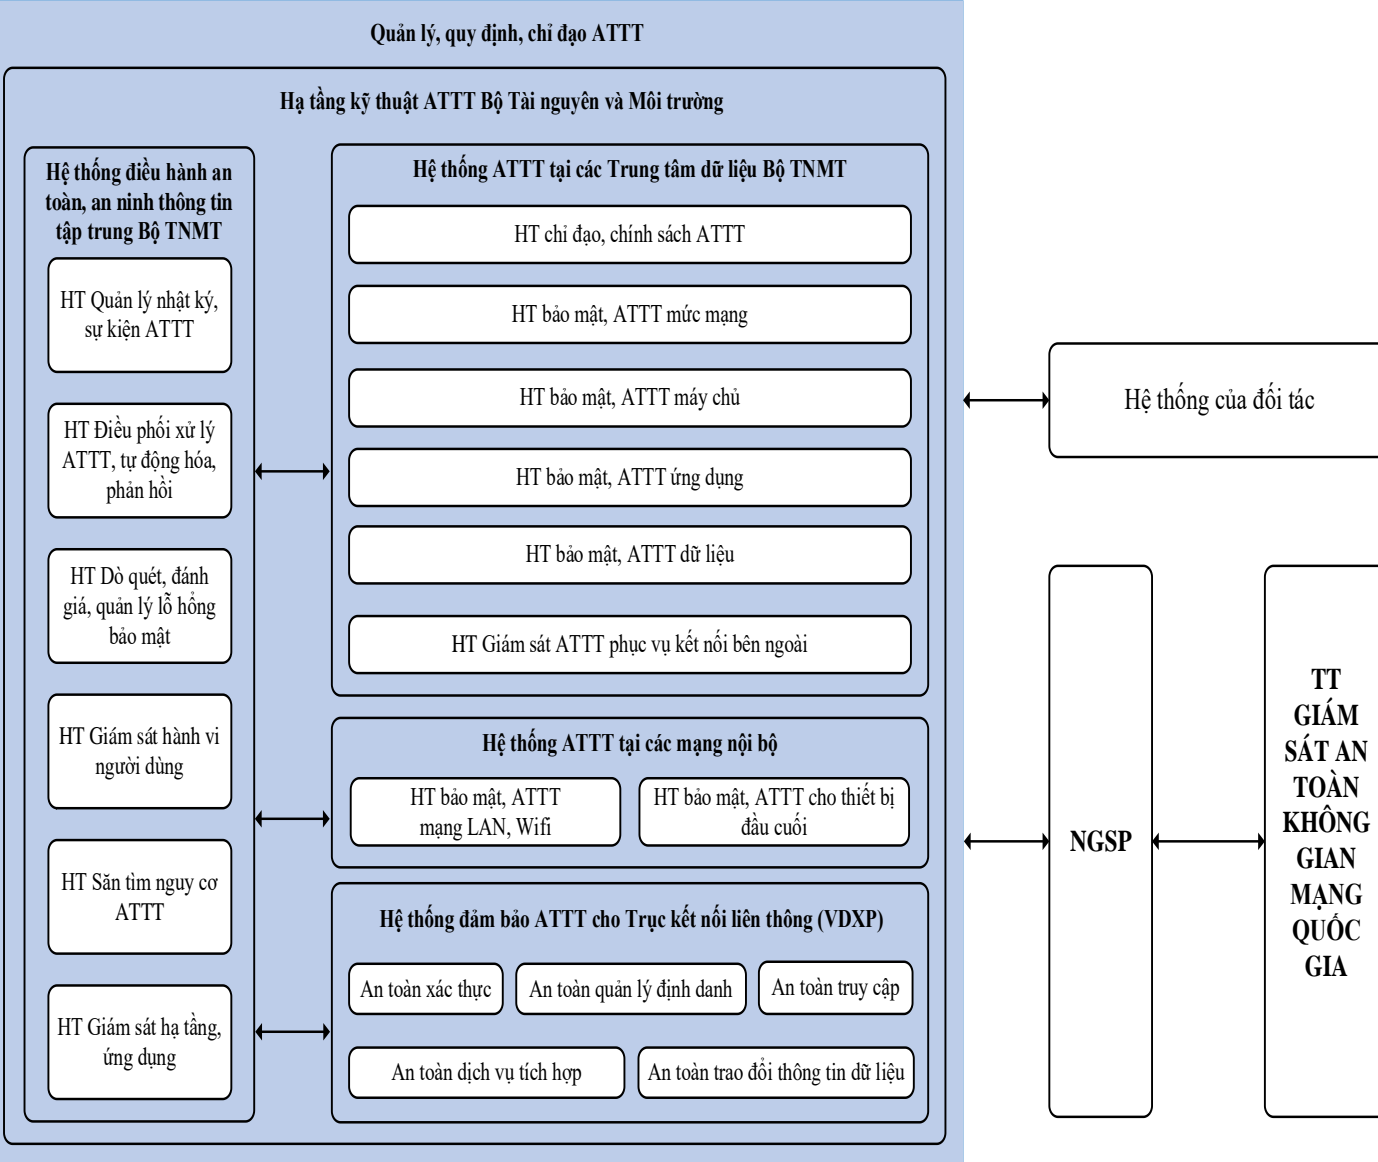 Quản lý, quy định, chỉ đạo ATTT
Hạ tầng kỹ thuật ATTT Bộ Tài nguyên và Môi trường
Hệ thống điều hành an
toàn, an ninh thông tin
tập trung Bộ TNMT
HT Quản lý nhật ký,
sự kiện ATTT
HT Điều phối xử lý
ATTT, tự động hóa,
phản hồi
HT Dò quét, đánh
giá, quản lý lỗ hổng
bảo mật
HT Giám sát hành vi
người dùng
HT Săn tìm nguy cơ
ATTT
HT Giám sát hạ tầng,
ứng dụng
Hệ thống ATTT tại các Trung tâm dữ liệu Bộ TNMT
HT chỉ đạo, chính sách ATTT
HT bảo mật, ATTT mức mạng
HT bảo mật, ATTT máy chủ
HT bảo mật, ATTT ứng dụng
HT bảo mật, ATTT dữ liệu
HT Giám sát ATTT phục vụ kết nối bên ngoài
Hệ thống ATTT tại các mạng nội bộ
HT bảo mật, ATTT
mạng LAN, Wifi
HT bảo mật, ATTT cho thiết bị
đầu cuối
Hệ thống đảm bảo ATTT cho Trục kết nối liên thông (VDXP)
An toàn xác thực
An toàn quản lý định danh
An toàn truy cập
An toàn dịch vụ tích hợp
An toàn trao đổi thông tin dữ liệu
Hệ thống của đối tác
NGSP
TT
GIÁM
SÁT AN
TOÀN
KHÔNG
GIAN
MẠNG
QUỐC
GIA